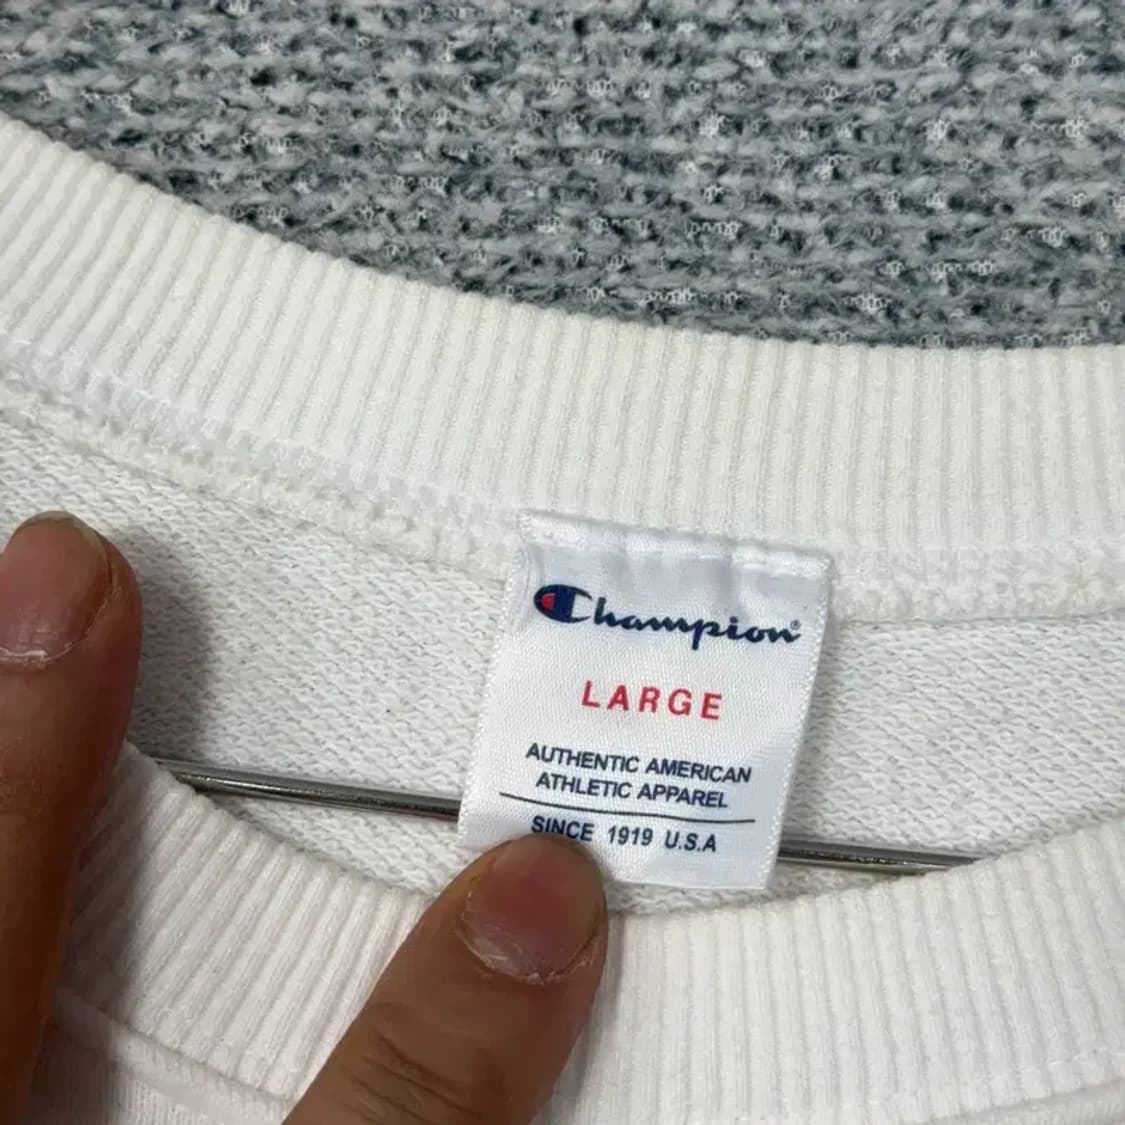 Champion®
LARGE
AUTHENTIC AMERICAN
ATHLETIC APPAREL
SINCE 1919 U.S.A